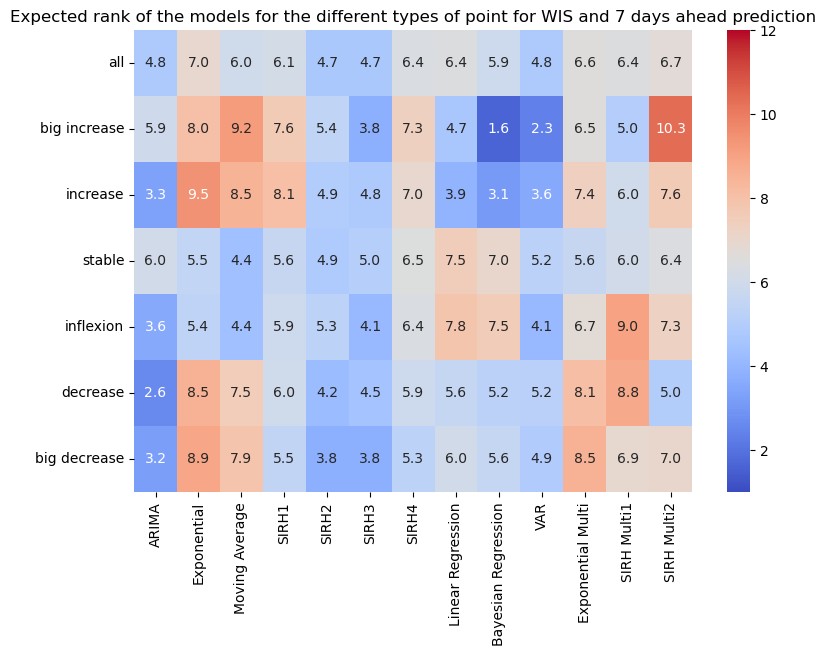 Expected rank of the models for the different types of point for WIS and 7 days ahead prediction
all 4.8 7.0 6.0 6.1 4.7 4.7 6.4 6.4 5.9 4.8 6.6 6.4 6.7
big increase 5.9 8.0 9.2 7.6 5.4 3.8 7.3 4.7 1.6 2.3 6.5 5.0 10.3
increase 3.3 9.5 8.5 8.1 4.9 4.8 7.0 3.9 3.1 3.6 7.4 6.0 7.6
stable 6.0 5.5 4.4 5.6 4.9 5.0 6.5 7.5 7.0 5.2 5.6 6.0 6.4
inflexion 3.6 5.4 4.4 5.9 5.3 4.1 6.4 7.8 7.5 4.1 6.7 9.0 7.3
decrease 2.6 8.5 7.5 6.0 4.2 4.5 5.9 5.6 5.2 5.2 8.1 8.8 5.0
big decrease 3.2 8.9 7.9 5.5 3.8 3.8 5.3 6.0 5.6 4.9 8.5 6.9 7.0
ARIMA
Exponential
Moving Average
SIRH1
SIRH2
SIRH3
SIRH4
Linear Regression
Bayesian Regression
VAR
Exponential Multi
SIRH Multi1
SIRH Multi2
12
10
8
6
4
2